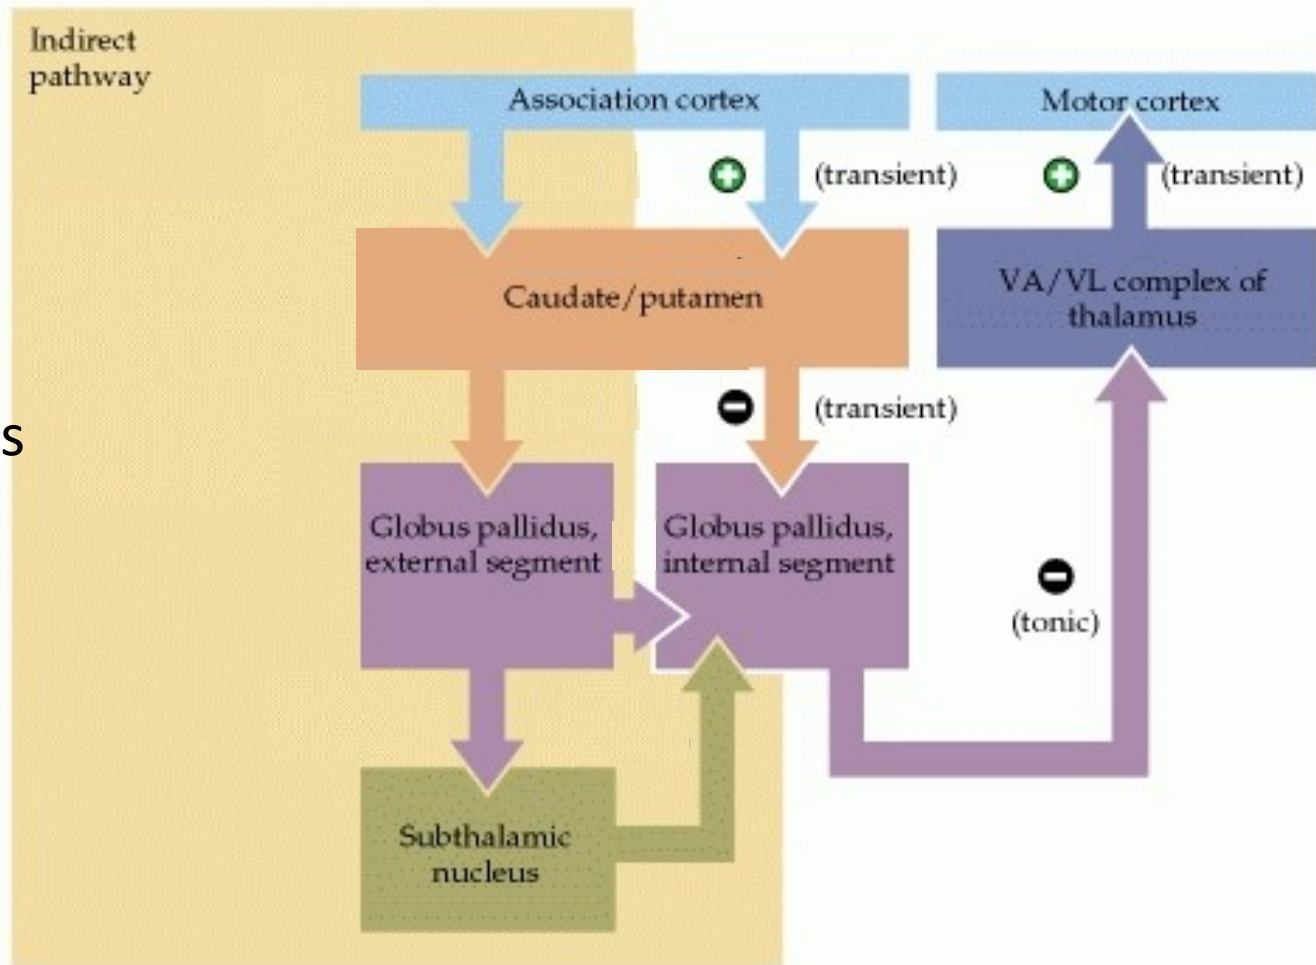 Indirect
pathway
Association cortex
Motor cortex
(transient)
(transient)
Caudate/putamen
VA/VL complex of
thalamus
(transient)
s
Globus pallidus,
external segment
Globus pallidus,
internal segment
(tonic)
Subthalamic
nucleus